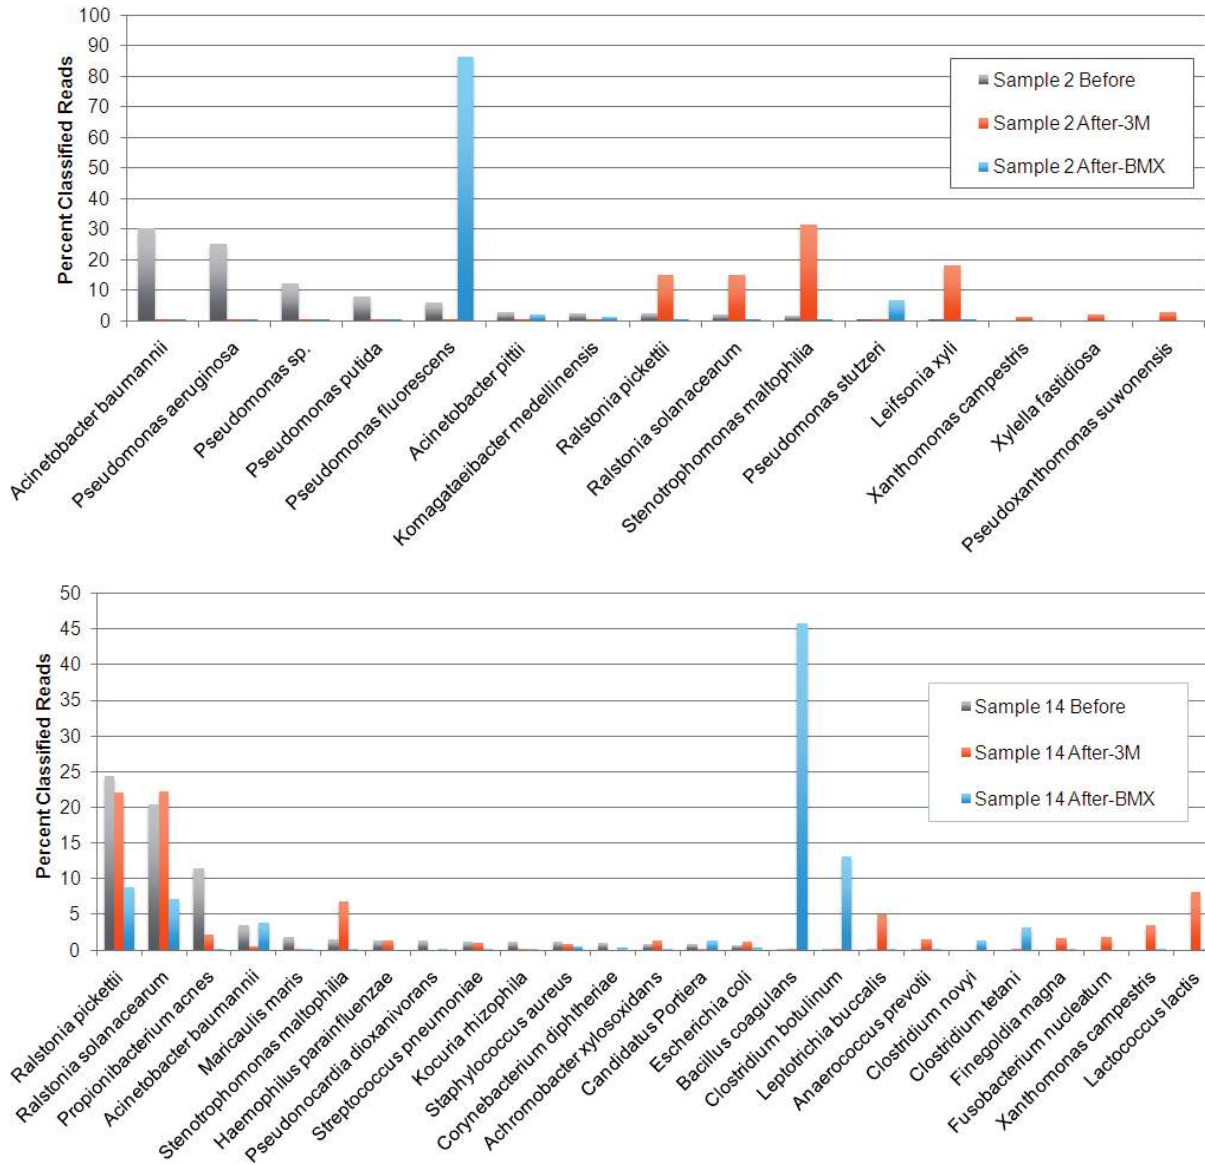 100
90
80
70
60
50
40
30
20
10
0
Percent Classified Reads
Sample 2 Before
Sample 2 After-3M
Sample 2 After-BMX
Acinetobacter baumannii
Pseudomonas aeruginosa
Pseudomonas sp.
Pseudomonas putida
Pseudomonas fluorescens
Acinetobacter pittii
Komagataeibacter medellinensis
Ralstonia pickettii
Ralstonia solanacearum
Stenotrophomonas maltophilia
Pseudomonas stutzeri
Leifsonia xyli
Xanthomonas campestris
Xylella fastidiosa
Pseudoxanthomonas suwonensis
50
45
40
35
30
25
20
15
10
5
0
Percent Classified Reads
Sample 14 Before
Sample 14 After-3M
Sample 14 After-BMX
Ralstonia pickettii
Ralstonia solanacearum
Propionibacterium acnes
Acinetobacter baumannii
Maricaulis maris
Stenotrophomonas maltophilia
Haemophilus parainfluenzae
Pseudonocardia dioxanivorans
Streptococcus pneumoniae
Kocuria rhizophila
Staphylococcus aureus
Corynebacterium diphtheriae
Achromobacter xylosoxidans
Candidatus Portiera
Escherichia coli
Bacillus coagulans
Clostridium botulinum
Leptotrichia buccalis
Anaerococcus prevotii
Clostridium novyi
Clostridium tetani
Finegoldia magna
Fusobacterium nucleatum
Xanthomonas campestris
Lactococcus lactis